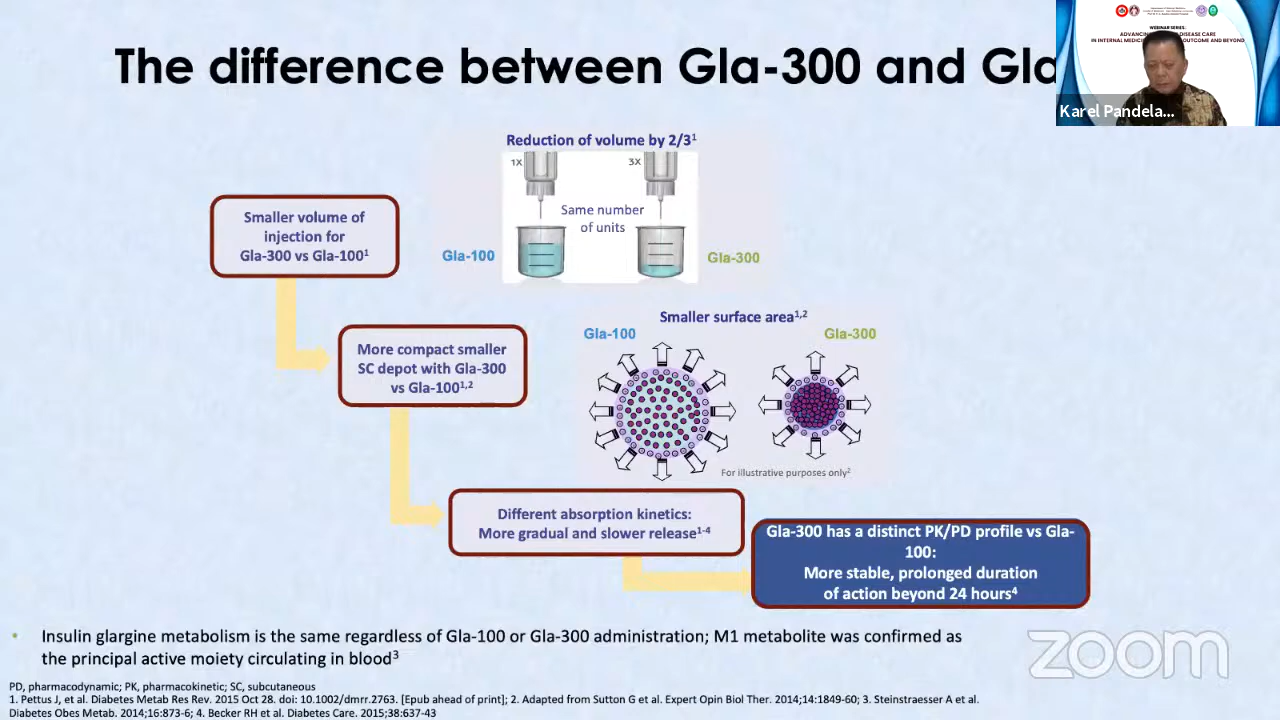 The difference between Gla-300 and Gla
WEBINAR SERIES:
IN INTERNAL MEDICINE
OUTCOME AND BEYOND
Karel Pandela...
Reduction of volume by 2/3¹
1X
3X
Same number
of units
Gla-100
Gla-300
Smaller volume of
injection for
Gla-300 vs Gla-100¹
Smaller surface area¹,²
Gla-100
Gla-300
More compact smaller
SC depot with Gla-300
vs Gla-100¹,²
For illustrative purposes only²
Different absorption kinetics:
More gradual and slower release¹-⁴
Gla-300 has a distinct PK/PD profile vs Gla-
100:
More stable, prolonged duration
of action beyond 24 hours⁴
• Insulin glargine metabolism is the same regardless of Gla-100 or Gla-300 administration; M1 metabolite was confirmed as
the principal active moiety circulating in blood³
zoom
PD, pharmacodynamic; PK, pharmacokinetic; SC, subcutaneous
1. Pettus J, et al. Diabetes Metab Res Rev. 2015 Oct 28. doi: 10.1002/dmrr.2763. [Epub ahead of print]; 2. Adapted from Sutton G et al. Expert Opin Biol Ther. 2014;14:1849-60; 3. Steinstraesser A et al.
Diabetes Obes Metab. 2014;16:873-6; 4. Becker RH et al. Diabetes Care. 2015;38:637-43